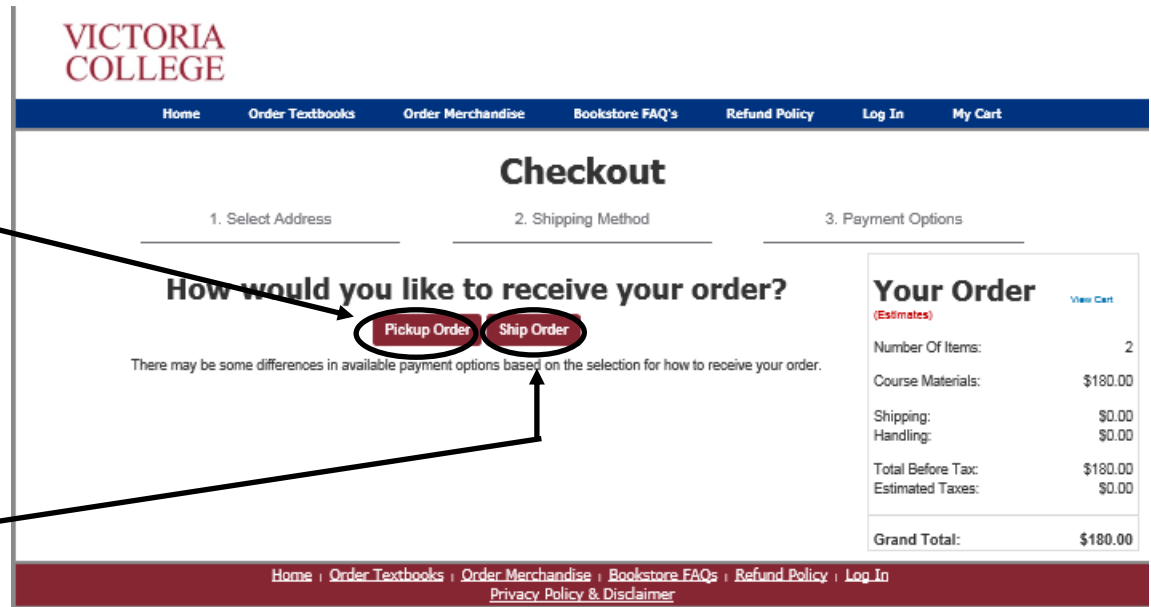 VICTORIA
COLLEGE
Home Order Textbooks Order Merchandise Bookstore FAQ's Refund Policy Log In My Cart
Checkout
1. Select Address 2. Shipping Method 3. Payment Options
How would you like to receive your order?
Pickup Order Ship Order
There may be some differences in available payment options based on the selection for how to receive your order.
Your Order View Cart
(Estimates)
Number Of Items: 2
Course Materials: $180.00
Shipping: $0.00
Handling: $0.00
Total Before Tax: $180.00
Estimated Taxes: $0.00
Grand Total: $180.00
Home | Order Textbooks | Order Merchandise | Bookstore FAQs | Refund Policy | Log In
Privacy Policy & Disclaimer